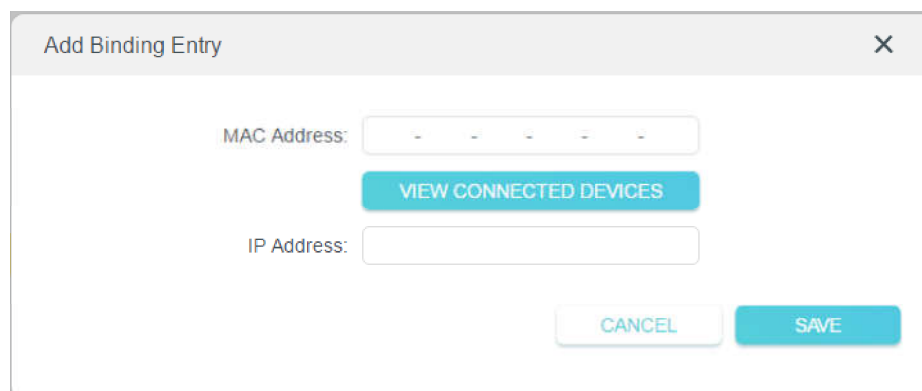 Add Binding Entry ×
MAC Address: - - - - -
VIEW CONNECTED DEVICES
IP Address:
CANCEL SAVE